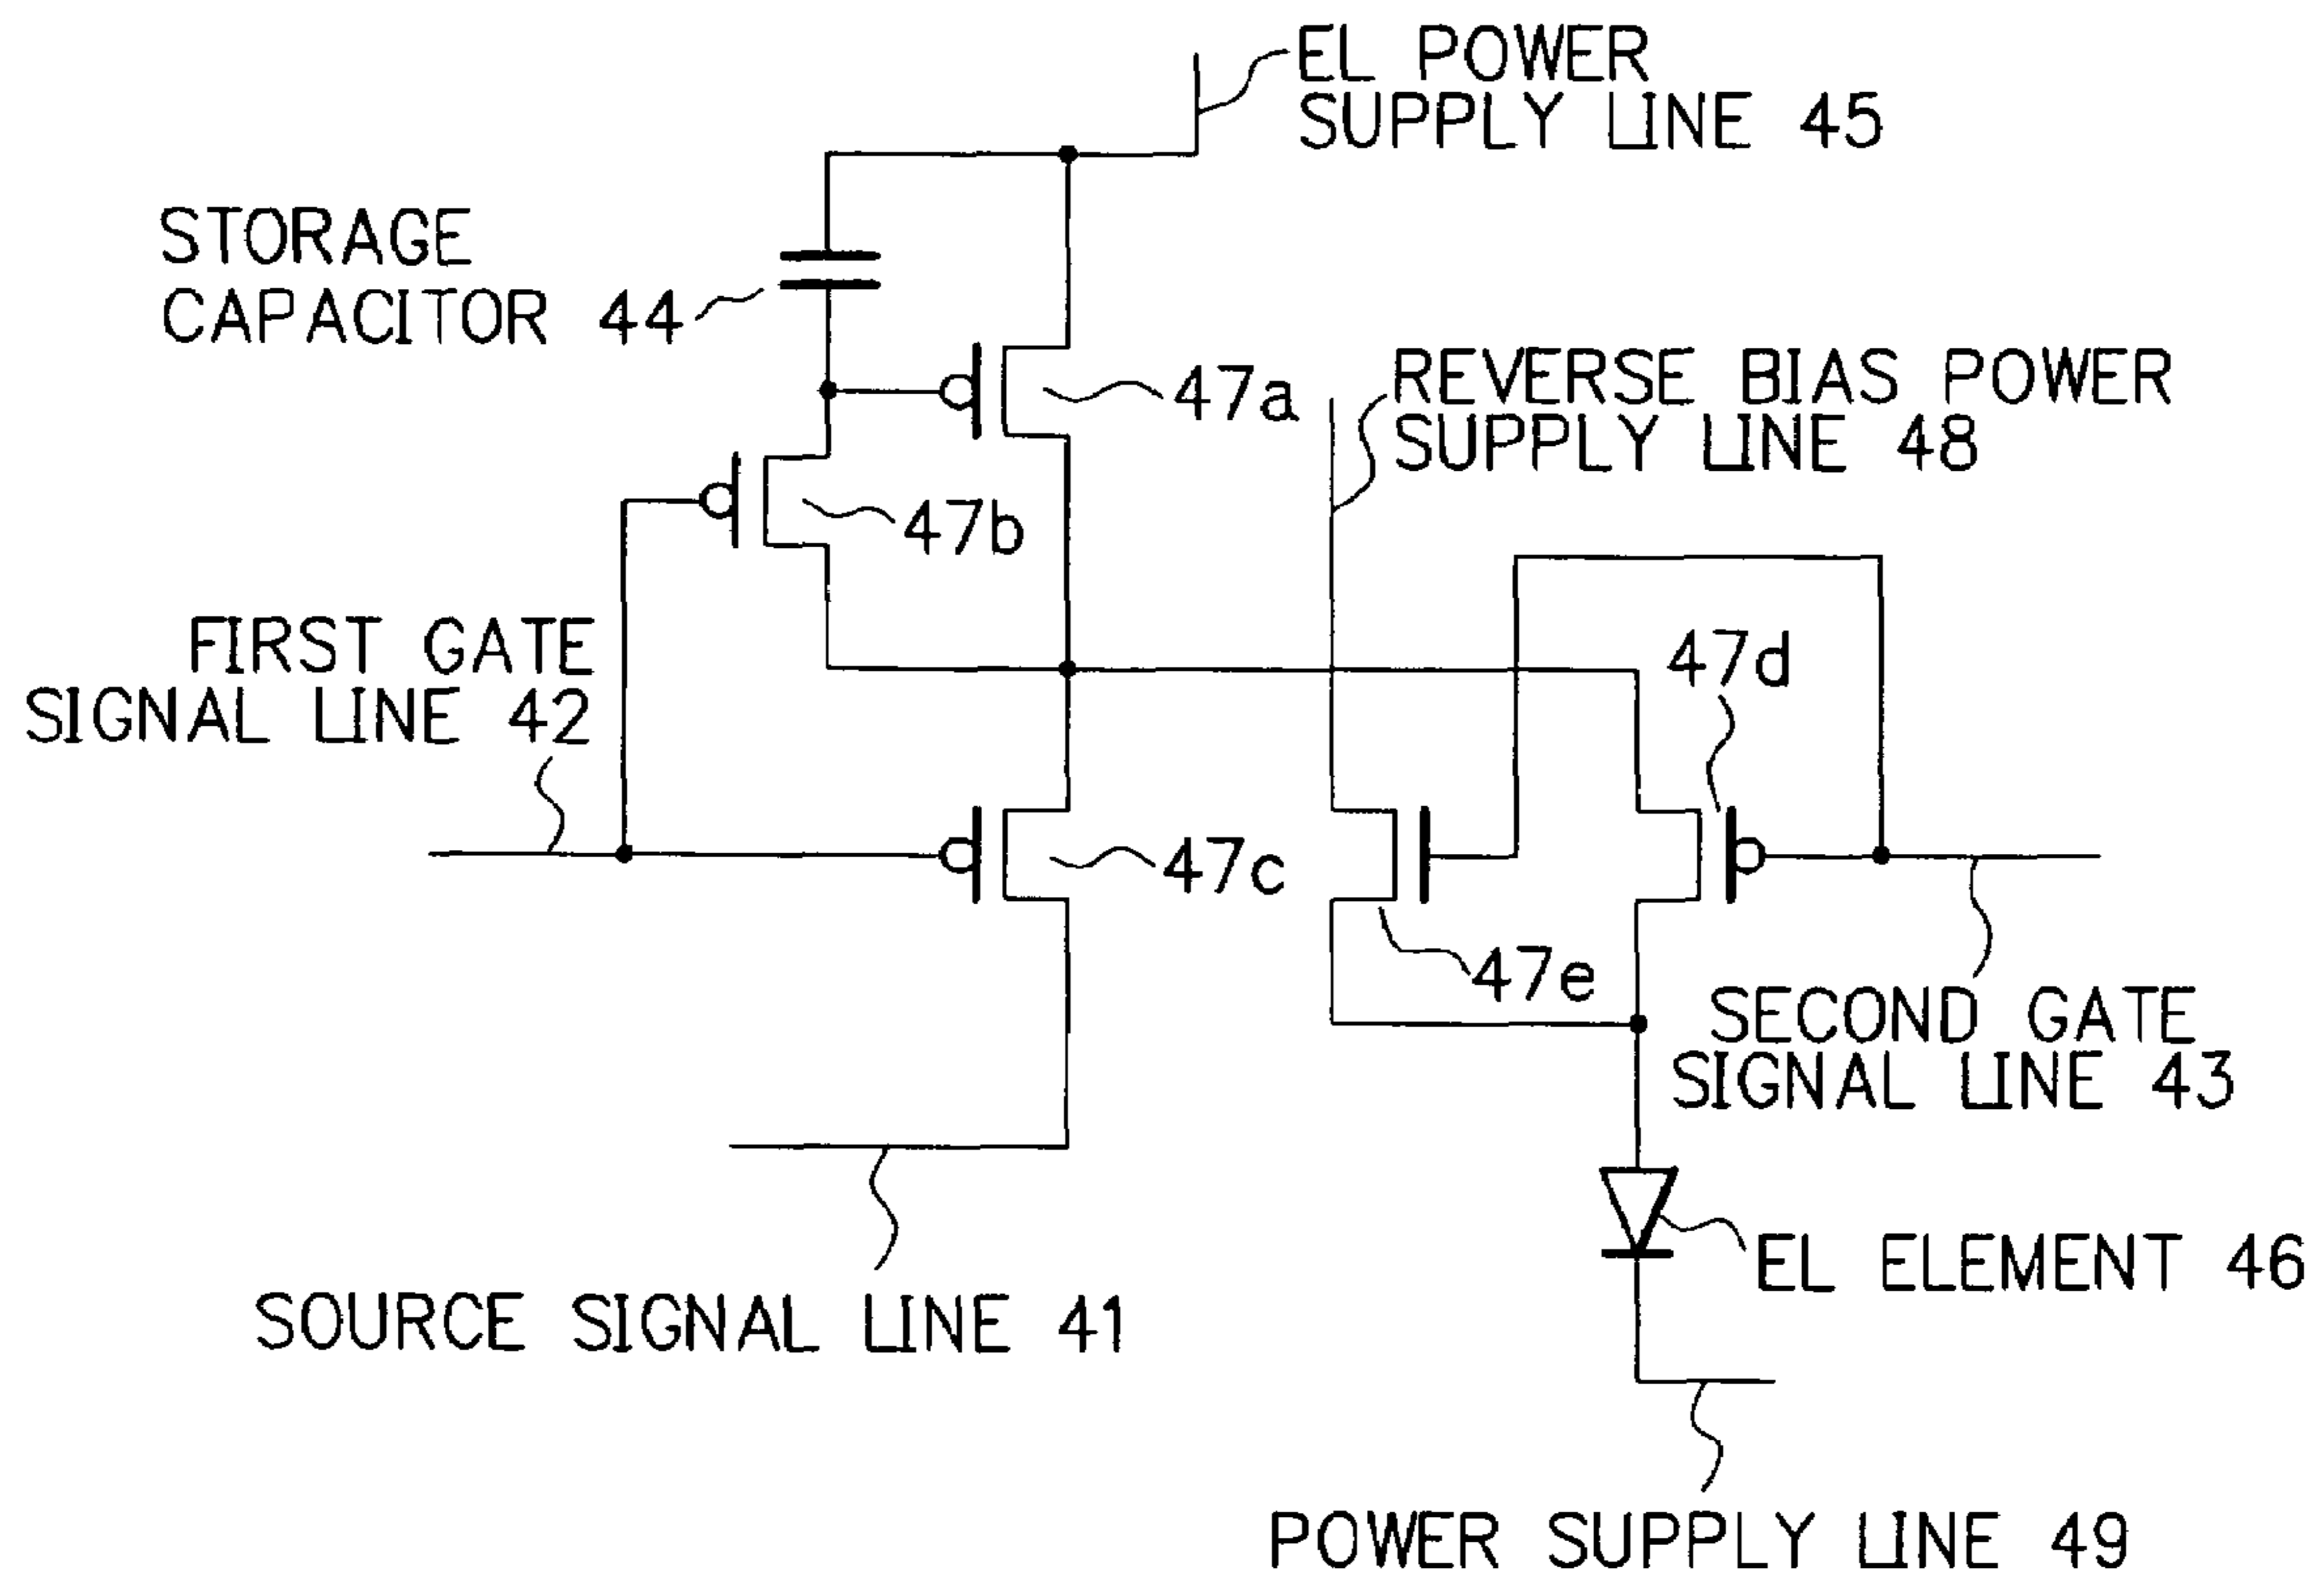 EL POWER
SUPPLY LINE 45
STORAGE
CAPACITOR 44
REVERSE BIAS POWER
SUPPLY LINE 48
47a
47b
FIRST GATE
SIGNAL LINE 42
47d
47c
47e
SECOND GATE
SIGNAL LINE 43
EL ELEMENT 46
SOURCE SIGNAL LINE 41
POWER SUPPLY LINE 49